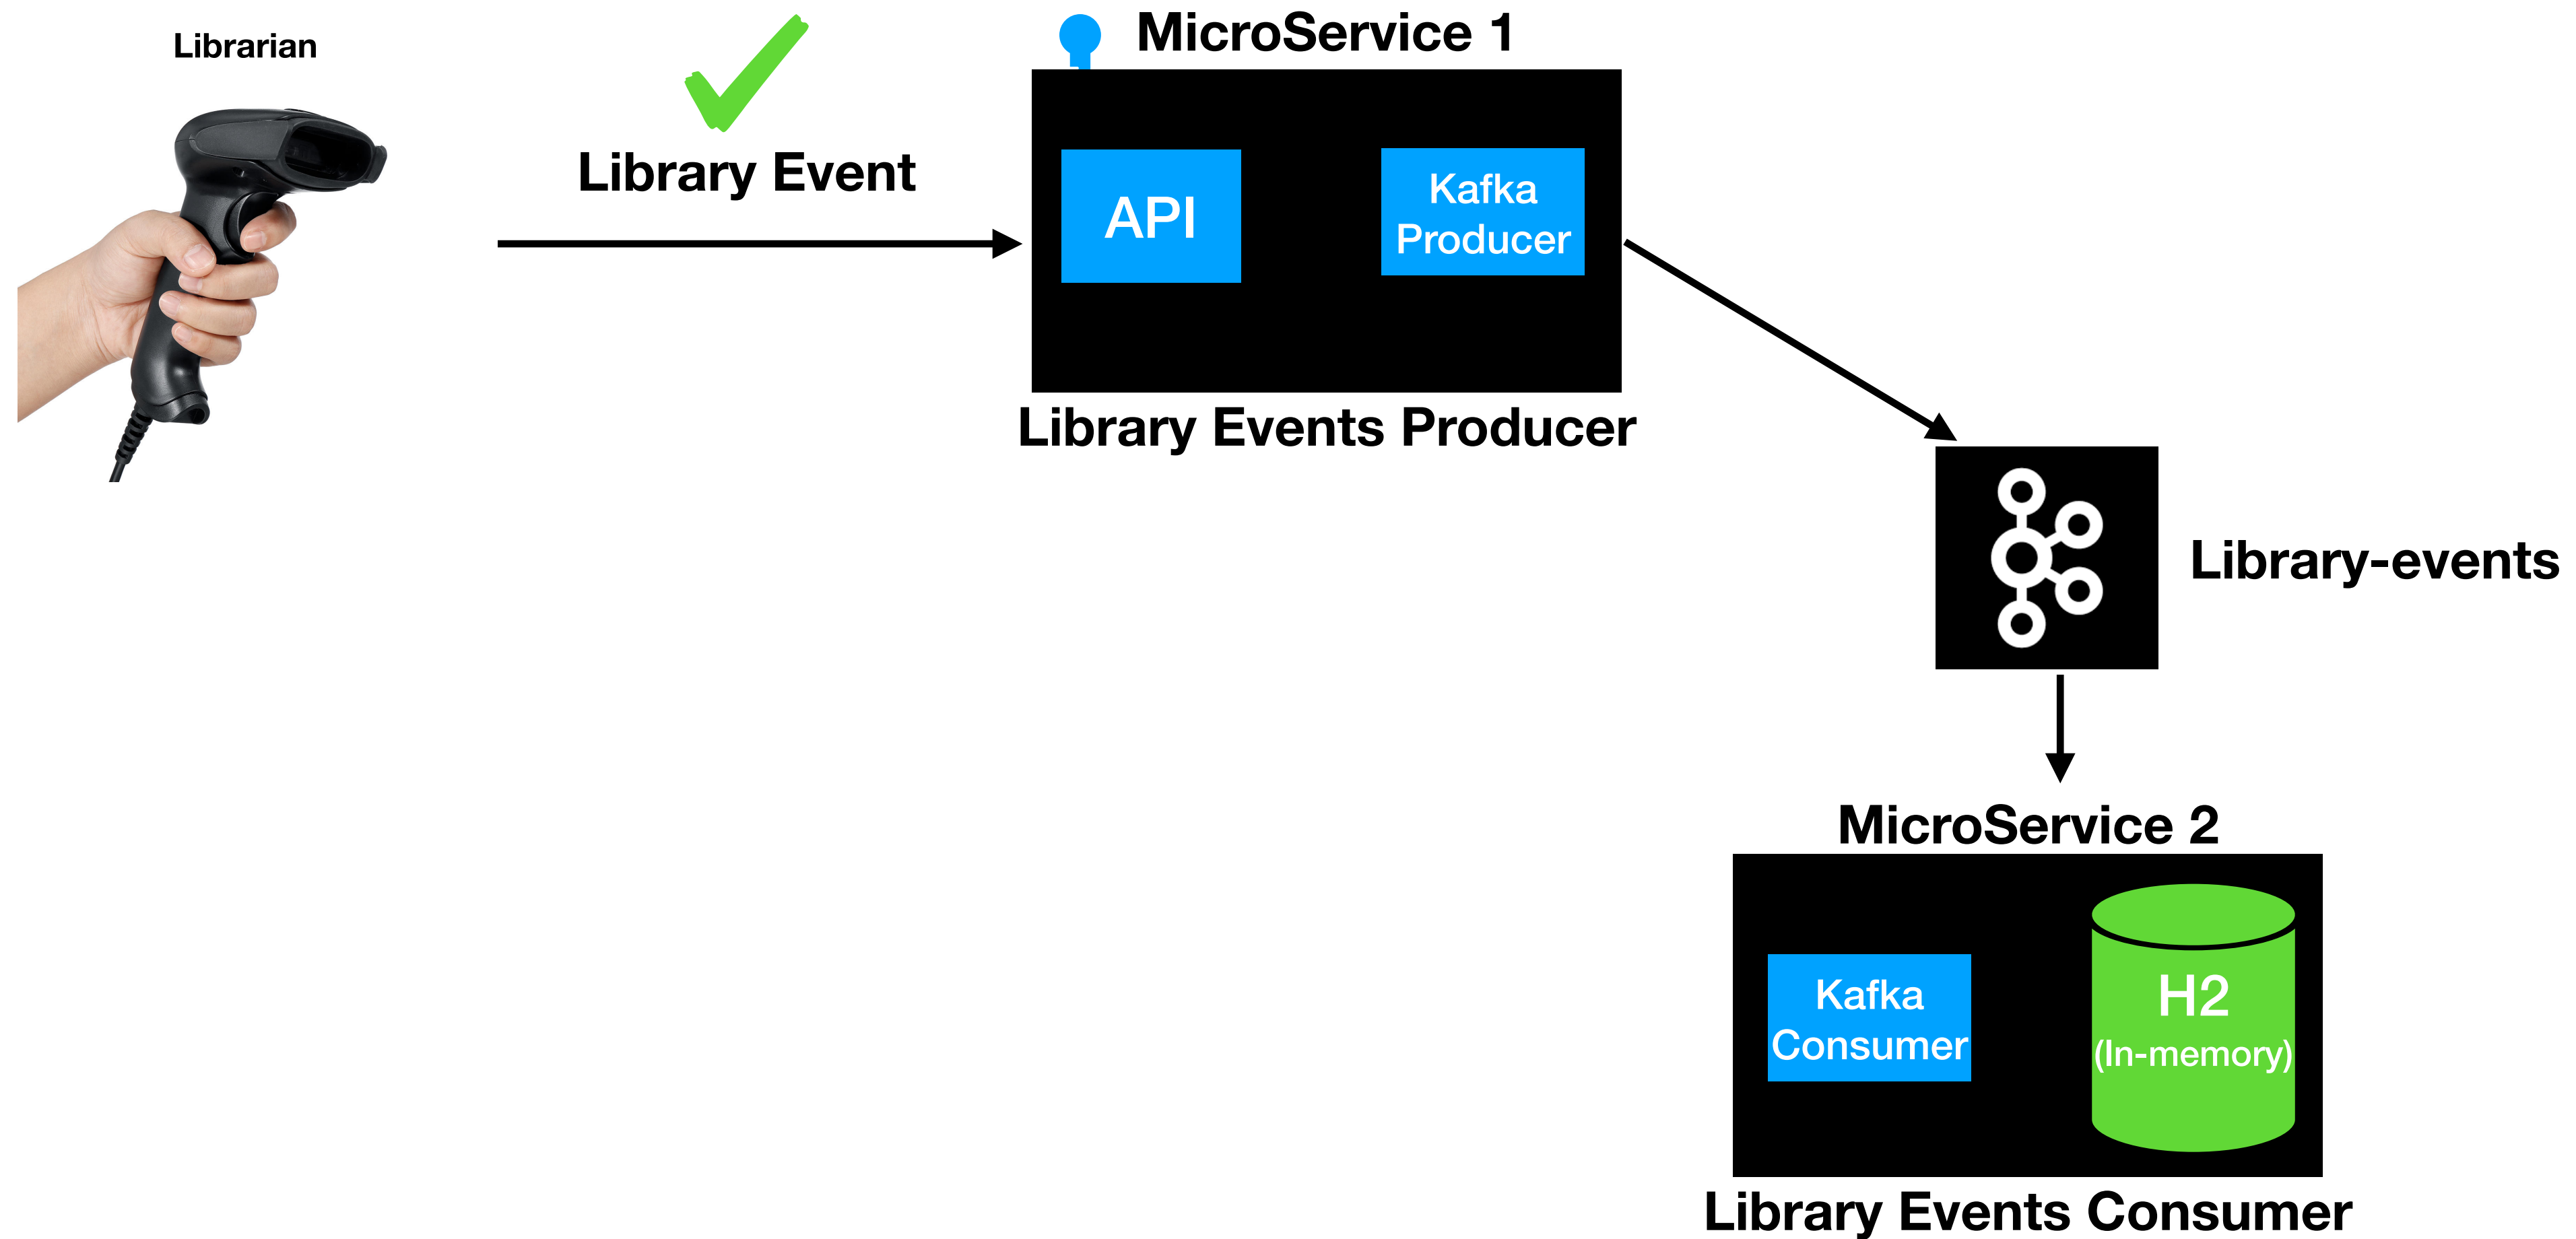 Librarian
Library Event
MicroService 1
API
Kafka
Producer
Library Events Producer
Library-events
MicroService 2
Kafka
Consumer
H2
(In-memory)
Library Events Consumer